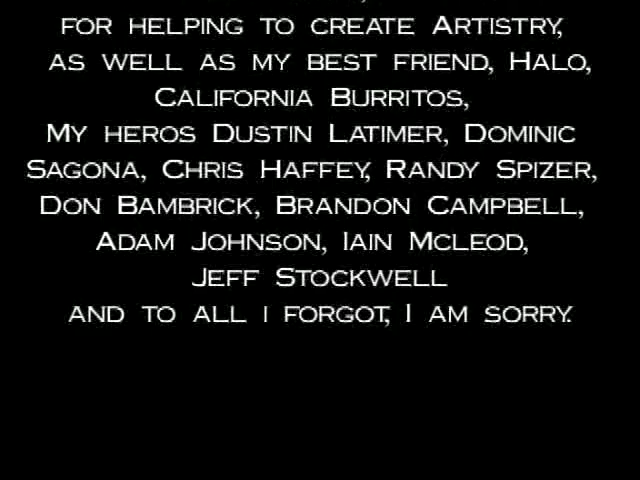 for helping to create Artistry,
as well as my best friend, Halo,
California Burritos,
My heros Dustin Latimer, Dominic
Sagona, Chris Haffey, Randy Spizer,
Don Bambrick, Brandon Campbell,
Adam Johnson, Iain Mcleod,
Jeff Stockwell
and to all i forgot, I am sorry.